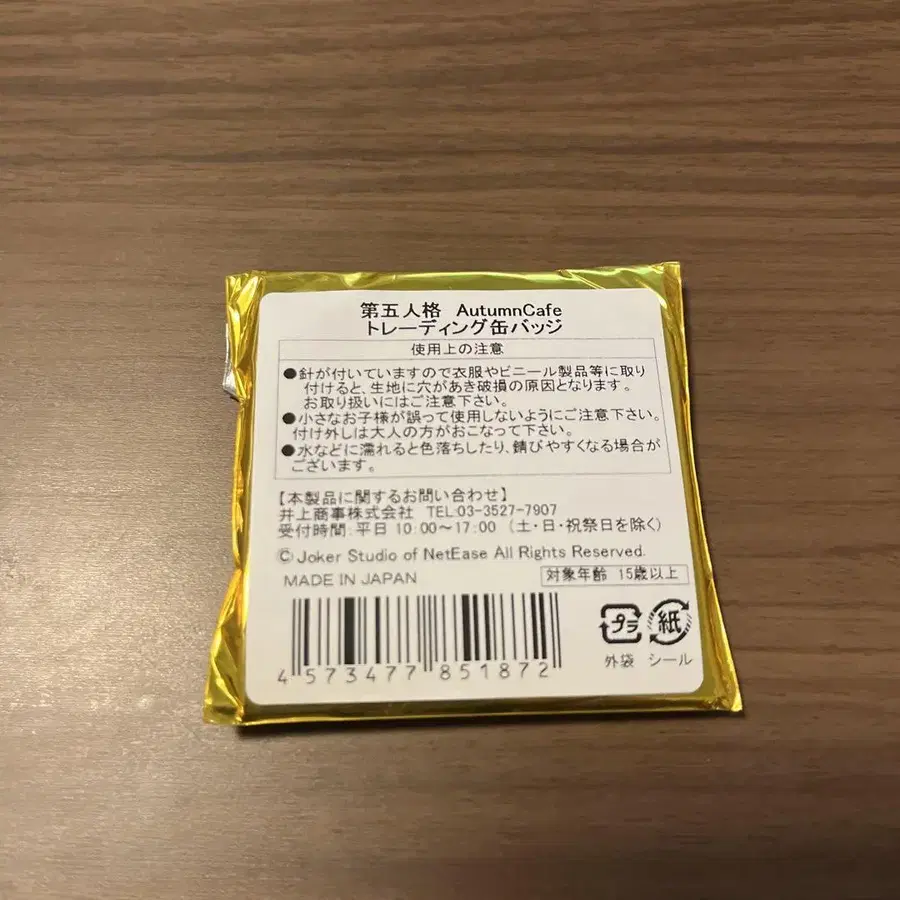 第五人格 AutumnCafe
トレーディング缶バッジ
使用上の注意
●針が付いていますので衣服やビニール製品等に取り
付けると、生地に穴があき破損の原因となります。
お取り扱いにはご注意下さい。
●小さなお子様が誤って使用しないようにご注意下さい。
付け外しは大人の方がおこなって下さい。
●水などに濡れると色落ちしたり、錆びやすくなる場合が
ございます。
【本製品に関するお問い合わせ】
井上商事株式会社 TEL:03-3527-7907
受付時間:平日 10:00～17:00 (土・日・祝祭日を除く)
© Joker Studio of NetEase All Rights Reserved.
MADE IN JAPAN 対象年齢 15歳以上
4 573477 851872
プラ 紙
外袋 シール